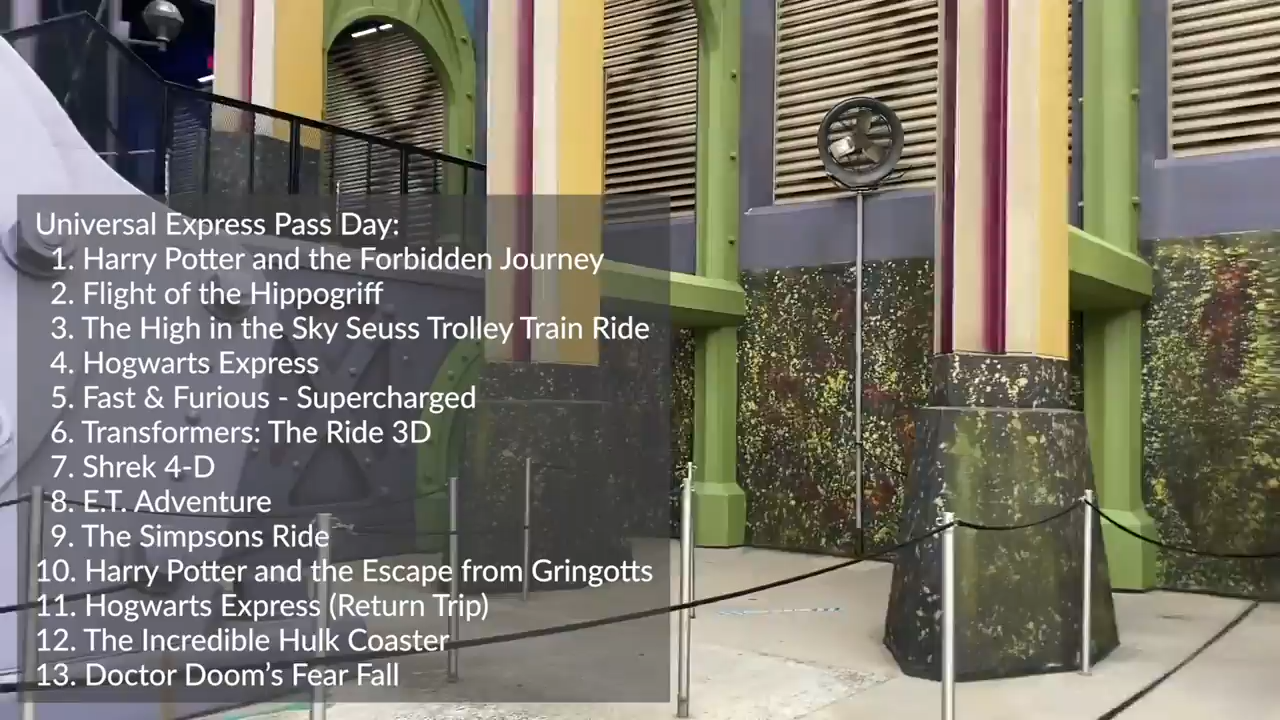 Universal Express Pass Day:
1. Harry Potter and the Forbidden Journey
2. Flight of the Hippogriff
3. The High in the Sky Seuss Trolley Train Ride
4. Hogwarts Express
5. Fast & Furious - Supercharged
6. Transformers: The Ride 3D
7. Shrek 4-D
8. E.T. Adventure
9. The Simpsons Ride
10. Harry Potter and the Escape from Gringotts
11. Hogwarts Express (Return Trip)
12. The Incredible Hulk Coaster
13. Doctor Doom’s Fear Fall